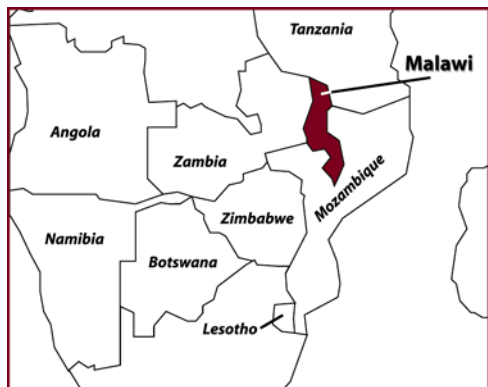 Tanzania
Malawi
Angola
Zambia
Mozambique
Zimbabwe
Namibia
Botswana
Lesotho